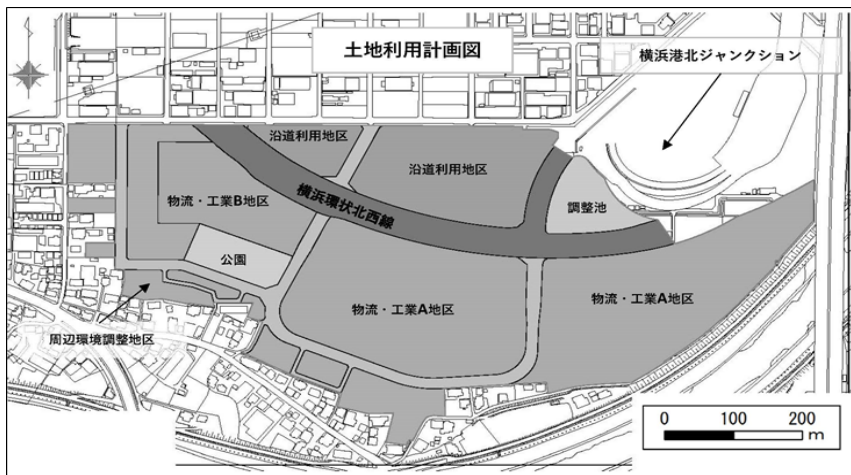 土地利用計画図
横浜港北ジャンクション
沿道利用地区
沿道利用地区
横浜環状北西線
物流・工業B地区
調整池
公園
物流・工業A地区
物流・工業A地区
周辺環境調整地区
0 100 200
m